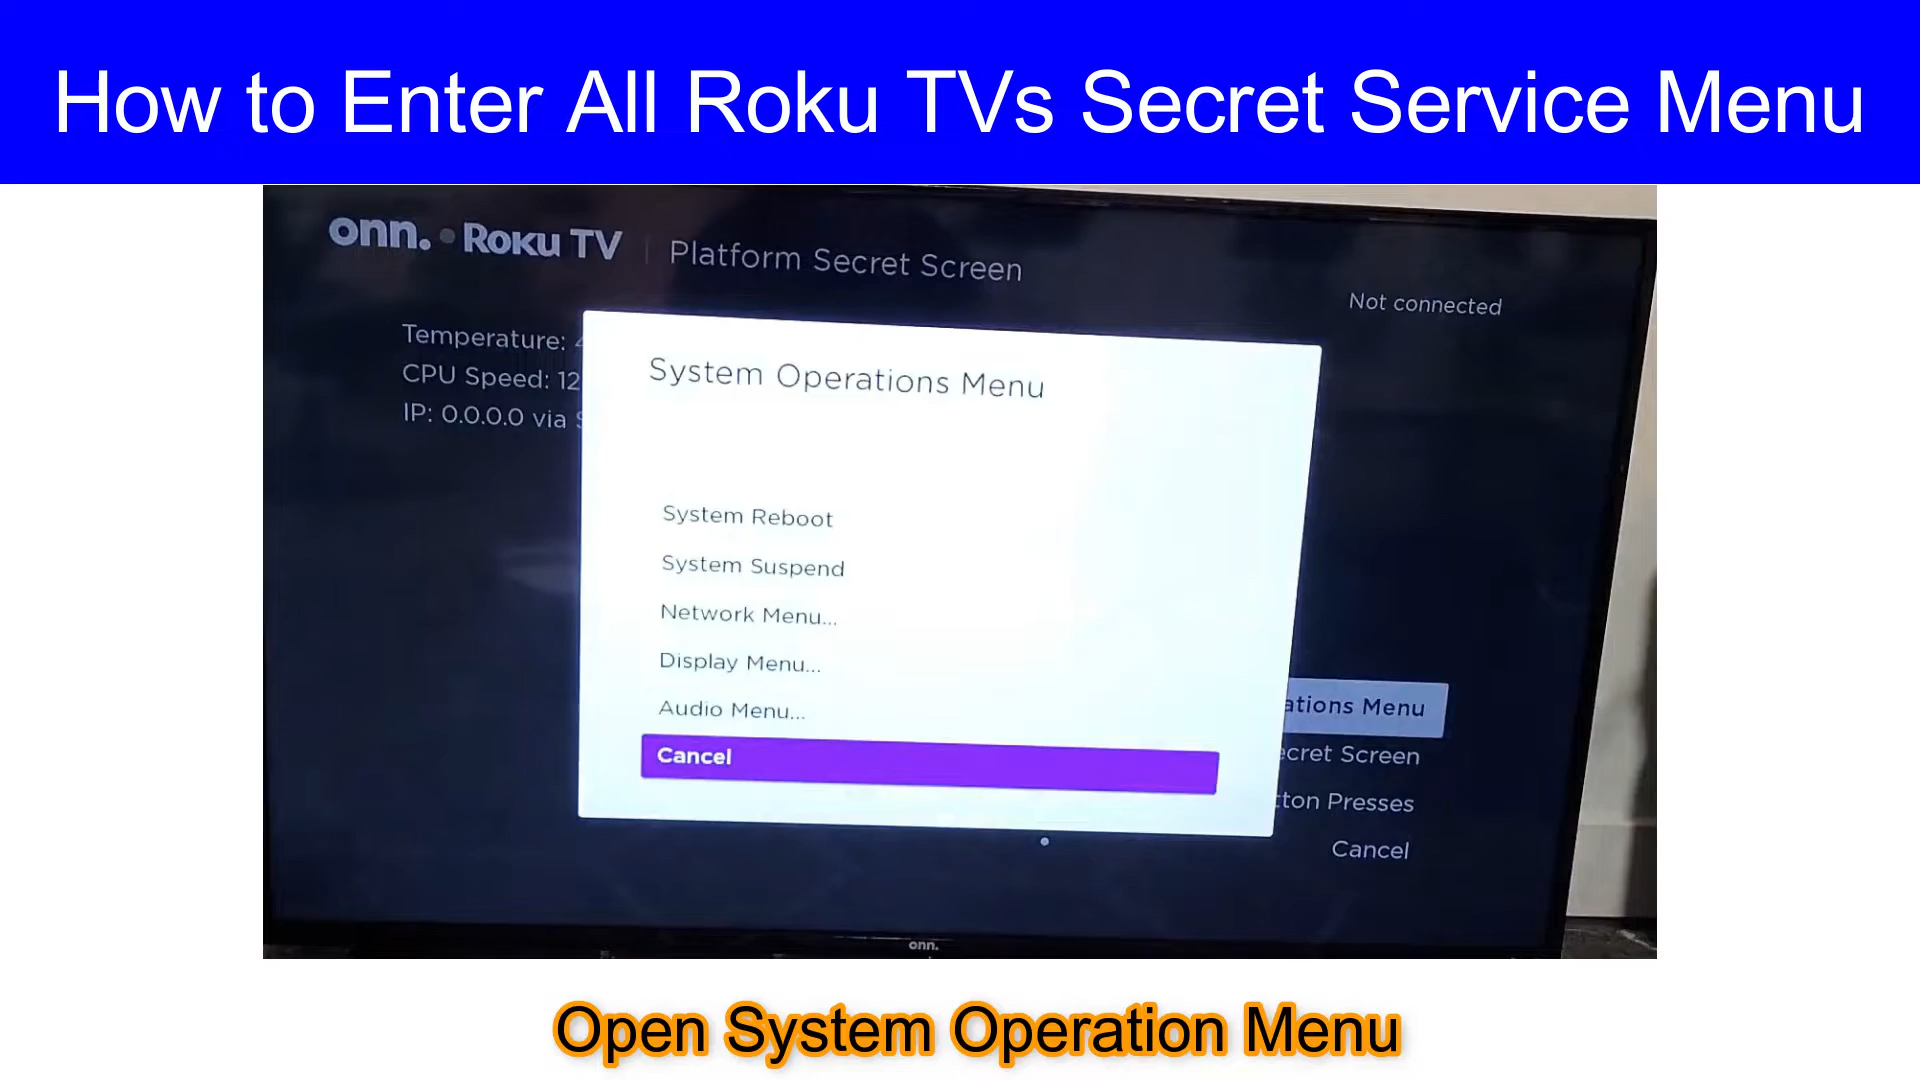 How to Enter All Roku TVs Secret Service Menu
onn. • Roku TV | Platform Secret Screen
Not connected
Temperature:
CPU Speed: 12
IP: 0.0.0.0 via
System Operations Menu
System Reboot
System Suspend
Network Menu...
Display Menu...
Audio Menu...
Cancel
ations Menu
ecret Screen
tton Presses
Cancel
onn.
Open System Operation Menu